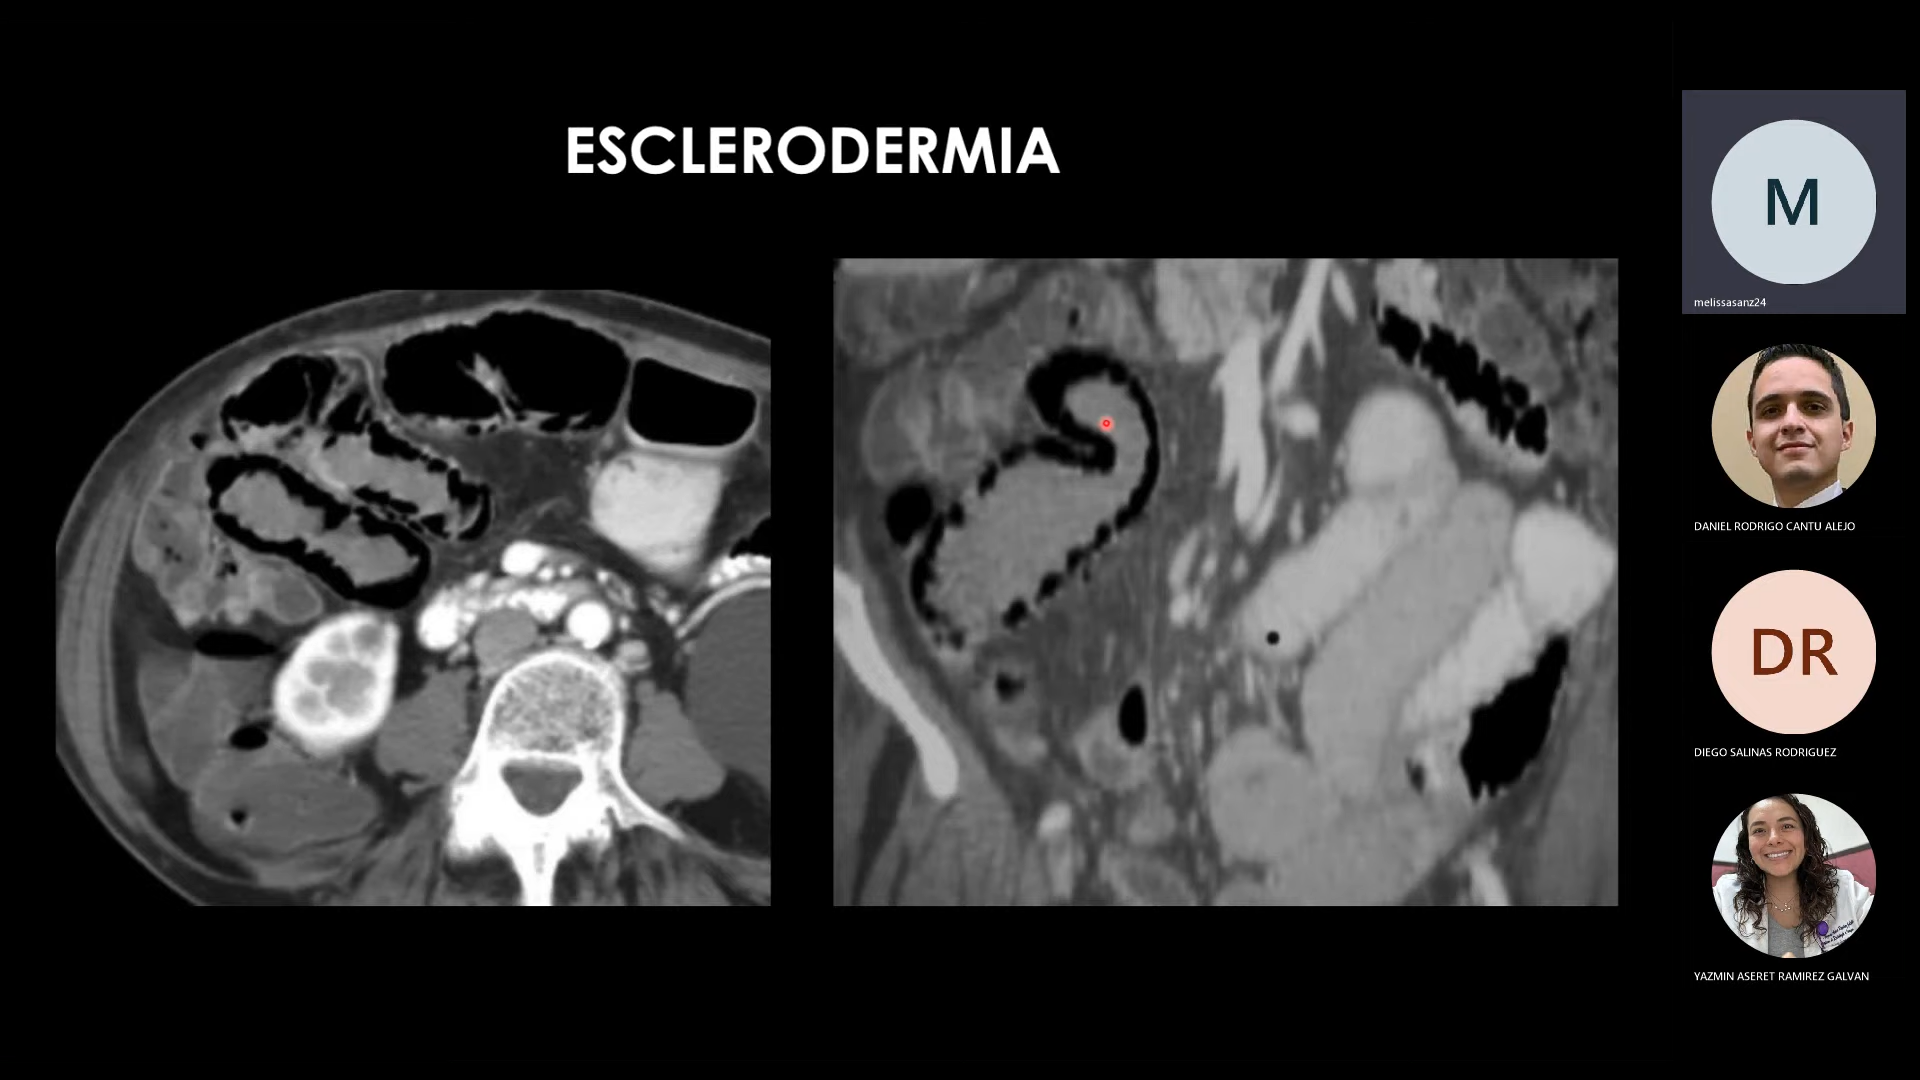 ESCLERODERMIA
M
melissasanz24
DANIEL RODRIGO CANTU ALEJO
DR
DIEGO SALINAS RODRIGUEZ
YAZMIN ASERET RAMIREZ GALVAN